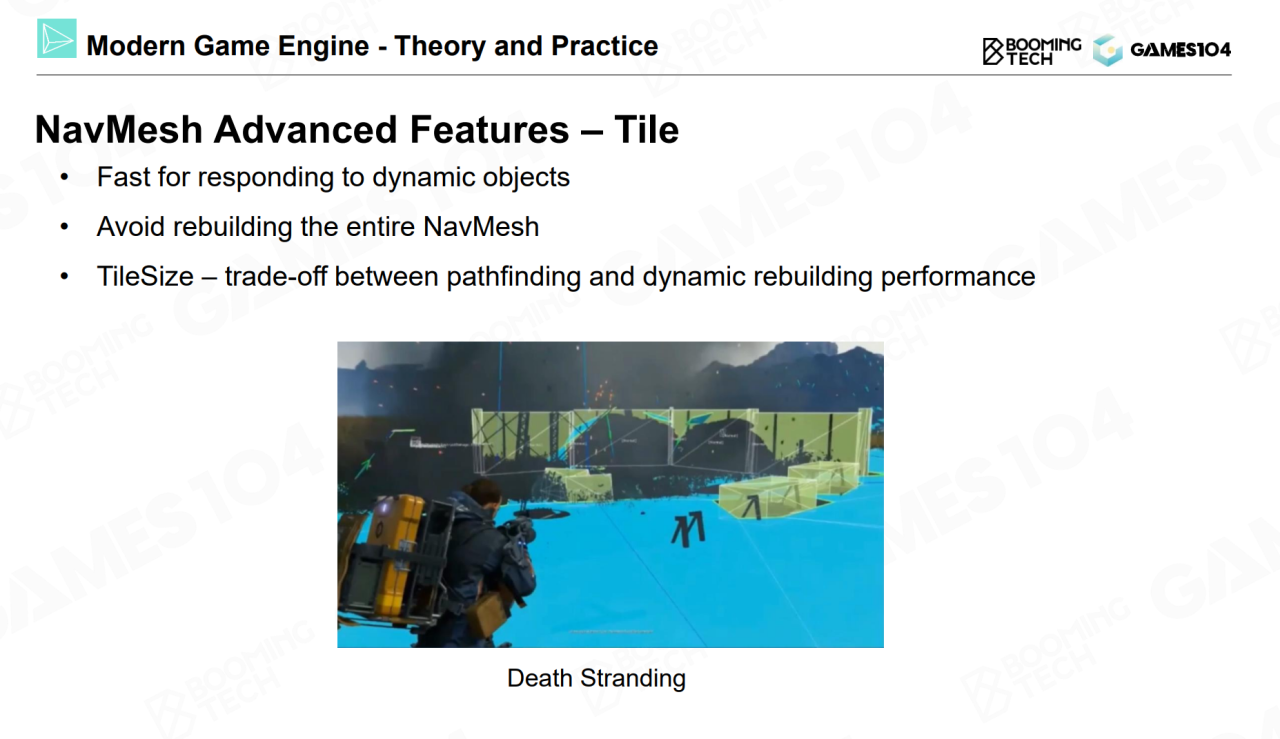 Modern Game Engine - Theory and Practice
BOOMING
TECH
GAMES104
NavMesh Advanced Features – Tile
• Fast for responding to dynamic objects
• Avoid rebuilding the entire NavMesh
• TileSize – trade-off between pathfinding and dynamic rebuilding performance
Death Stranding